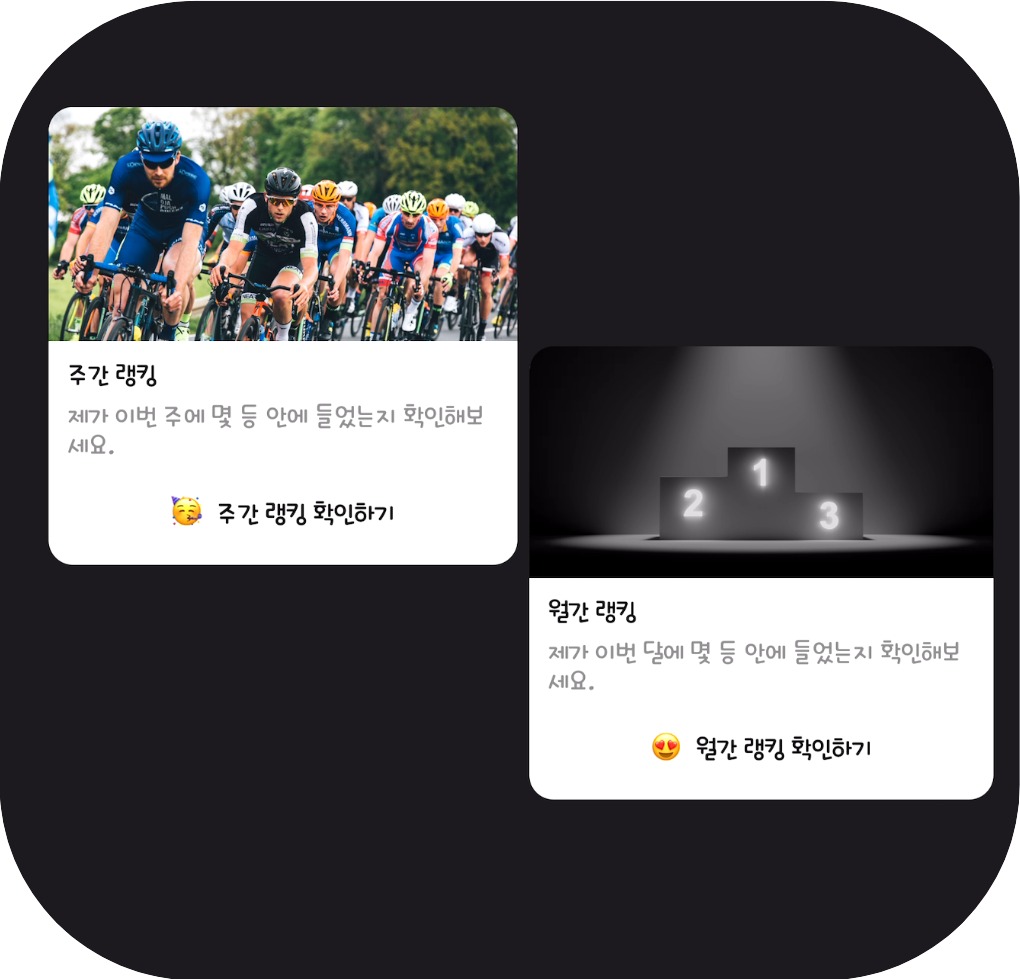 주간 랭킹
제가 이번 주에 몇 등 안에 들었는지 확인해보
세요.
🥳 주간 랭킹 확인하기
1
2
3
월간 랭킹
제가 이번 달에 몇 등 안에 들었는지 확인해보
세요.
😍 월간 랭킹 확인하기